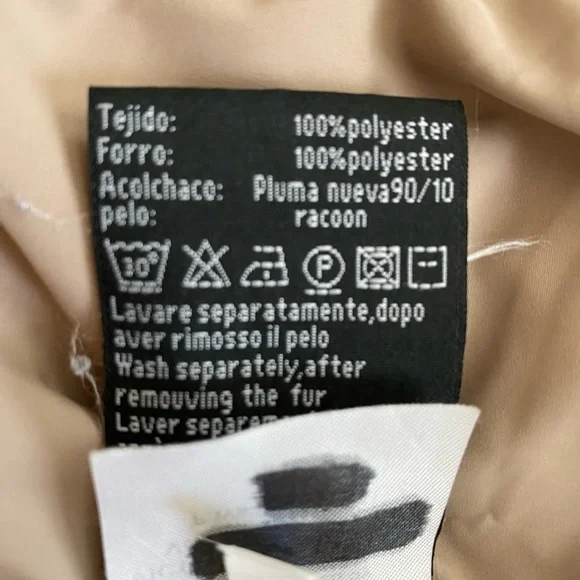 Tejido: 100%polyester
Forro: 100%polyester
Acolchaco: Pluma nueva90/10
pelo: racoon
30° P
Lavare separatamente,dopo
aver rimosso il pelo
Wash separately,after
remouving the fur
Laver